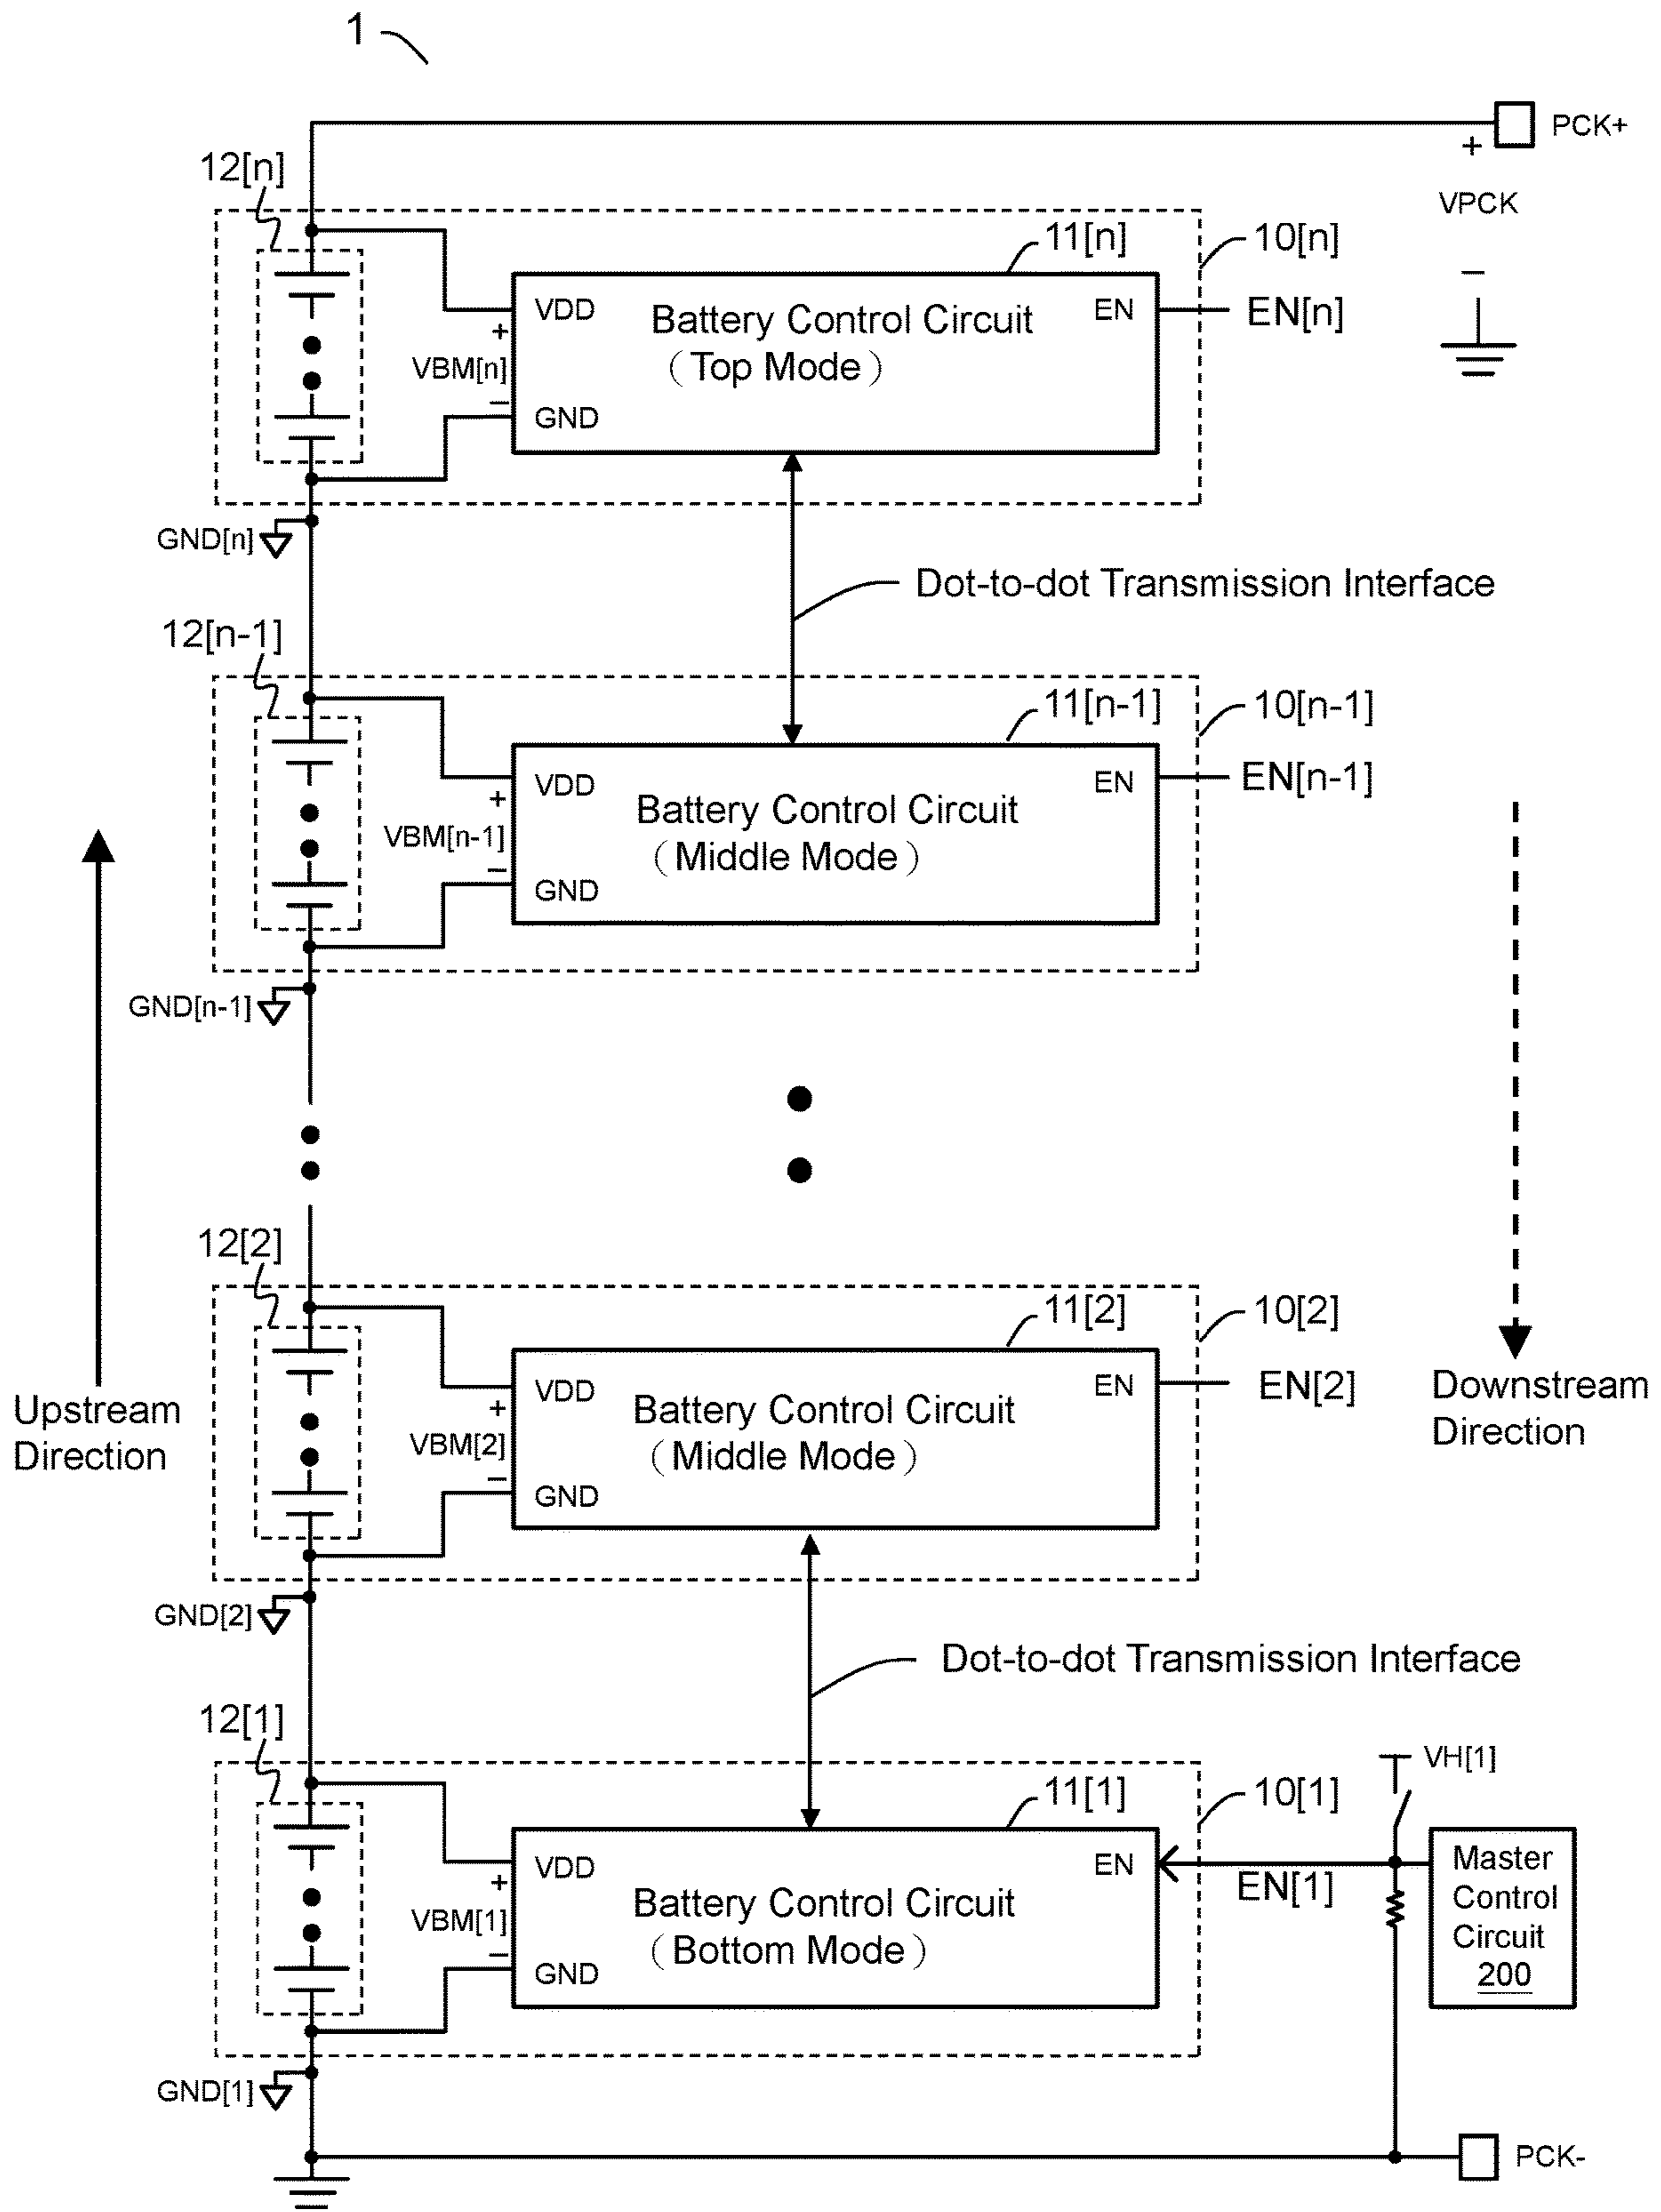 1
PCK+
+
VPCK
−
12[n]
11[n]
10[n]
VDD
Battery Control Circuit
EN
EN[n]
+
VBM[n]
(Top Mode)
−
GND
GND[n]
Dot-to-dot Transmission Interface
12[n-1]
11[n-1]
10[n-1]
VDD
Battery Control Circuit
EN
EN[n-1]
+
VBM[n-1]
(Middle Mode)
−
GND
GND[n-1]
Upstream
Direction
Downstream
Direction
12[2]
11[2]
10[2]
VDD
Battery Control Circuit
EN
EN[2]
+
VBM[2]
(Middle Mode)
−
GND
GND[2]
Dot-to-dot Transmission Interface
12[1]
11[1]
10[1]
VH[1]
VDD
Battery Control Circuit
EN
EN[1]
+
VBM[1]
(Bottom Mode)
−
GND
Master
Control
Circuit
200
GND[1]
PCK-